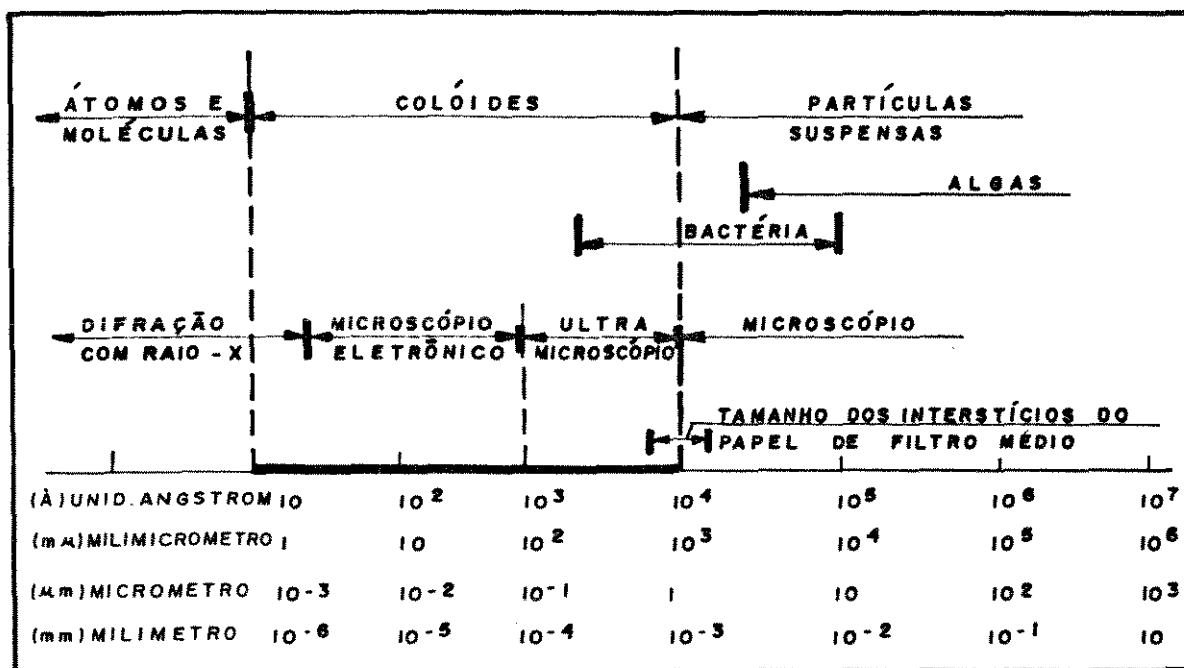 ÁTOMOS E
MOLÉCULAS
COLÓIDES
PARTÍCULAS
SUSPENSAS
ALGAS
BACTÉRIA
DIFRAÇÃO
COM RAIO - X
MICROSCÓPIO
ELETRÔNICO
ULTRA
MICROSCÓPIO
MICROSCÓPIO
TAMANHO DOS INTERSTÍCIOS DO
PAPEL DE FILTRO MÉDIO
(Å) UNID. ANGSTROM 10 10² 10³ 10⁴ 10⁵ 10⁶ 10⁷
(mμ) MILIMICROMETRO 1 10 10² 10³ 10⁴ 10⁵ 10⁶
(μm) MICROMETRO 10-3 10-2 10-1 1 10 10² 10³
(mm) MILIMETRO 10-6 10-5 10-4 10-3 10-2 10-1 10